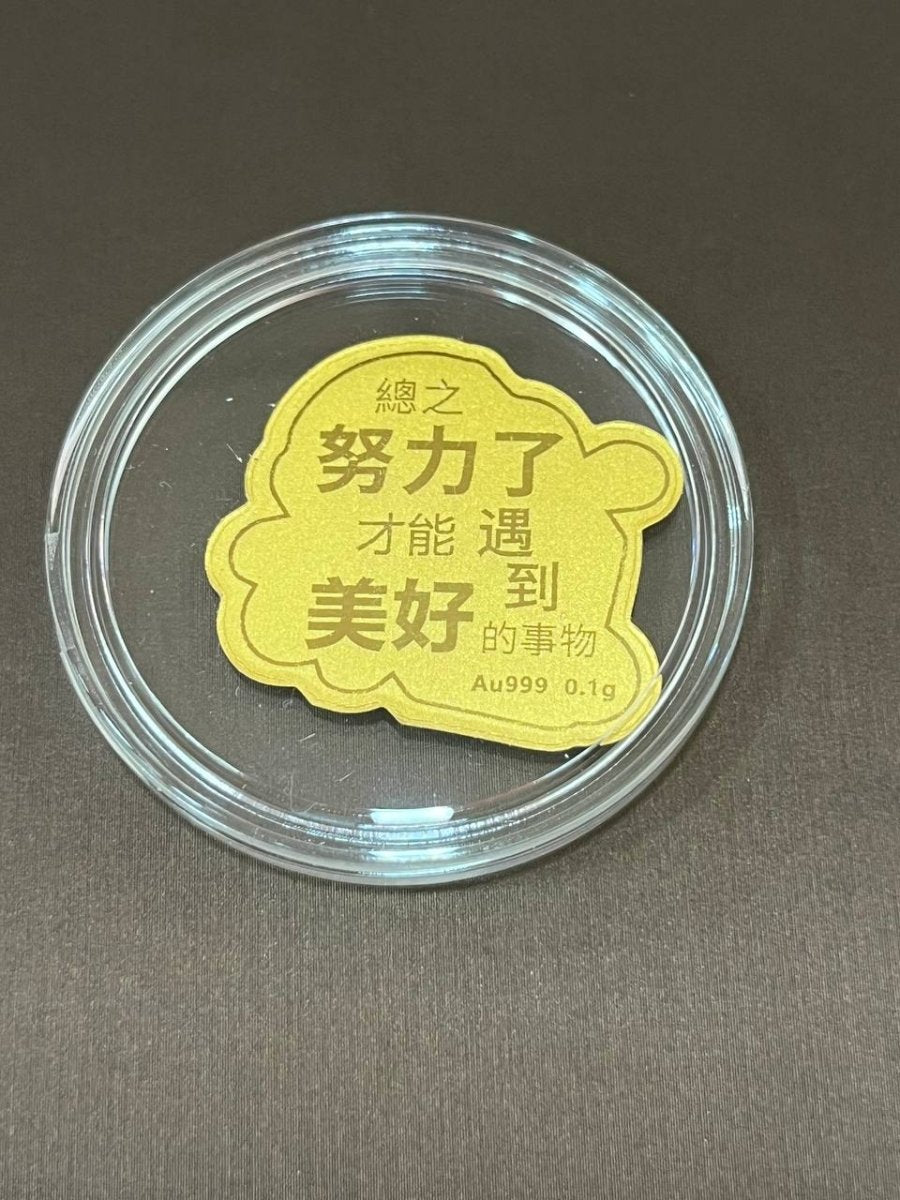 總之
努力了
才能遇
到
美好
的事物
Au999 0.1g